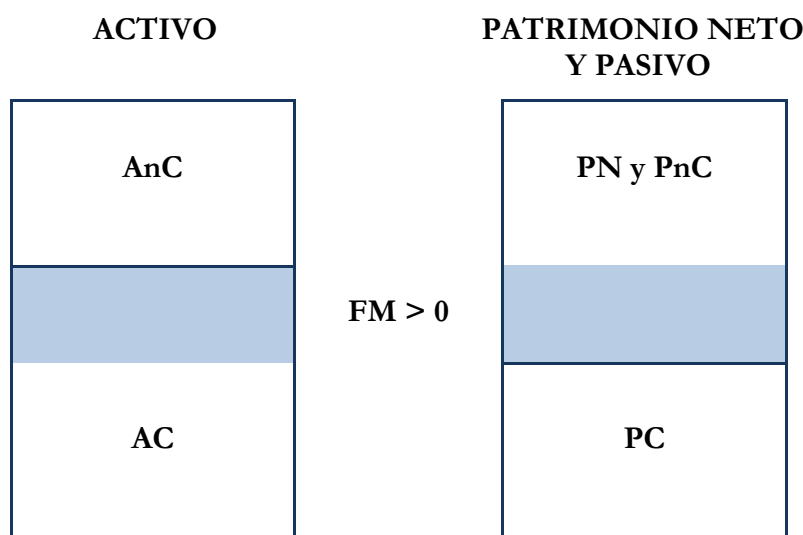 ACTIVO
PATRIMONIO NETO
Y PASIVO
AnC
PN y PnC
FM > 0
AC
PC